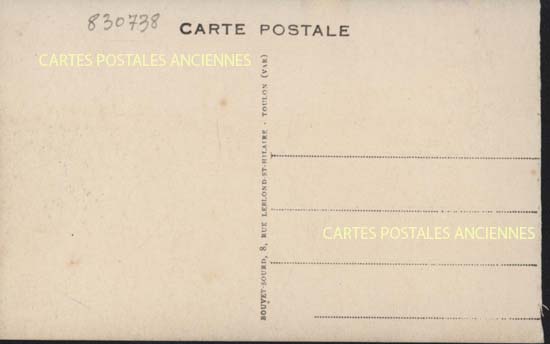 830738
CARTE POSTALE
CARTES POSTALES ANCIENNES
BOUVET-SOURD, 8, RUE LEBLOND-ST-HILAIRE - TOULON (VAR)
CARTES POSTALES ANCIENNES